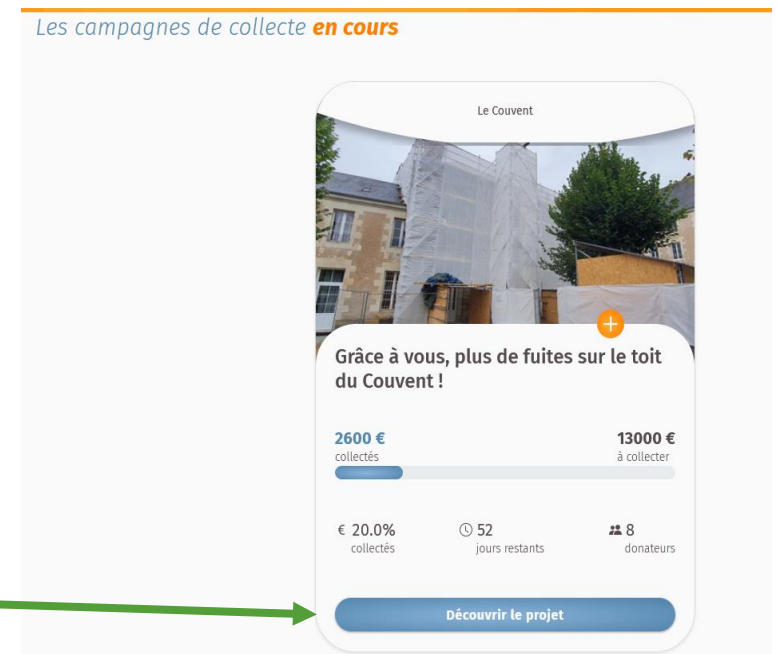 Les campagnes de collecte en cours
Le Couvent
Grâce à vous, plus de fuites sur le toit
du Couvent !
2600 €
collectés
13000 €
à collecter
€ 20.0%
collectés
52
jours restants
8
donateurs
Découvrir le projet